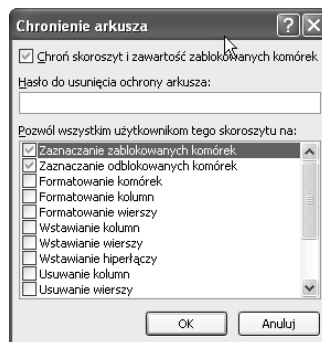 Chronienie arkusza
Chroń skoroszyt i zawartość zablokowanych komórek
Hasło do usunięcia ochrony arkusza:
Pozwól wszystkim użytkownikom tego skoroszytu na:
Zaznaczanie zablokowanych komórek
Zaznaczanie odblokowanych komórek
Formatowanie komórek
Formatowanie kolumn
Formatowanie wierszy
Wstawianie kolumn
Wstawianie wierszy
Wstawianie hiperłączy
Usuwanie kolumn
Usuwanie wierszy
OK Anuluj